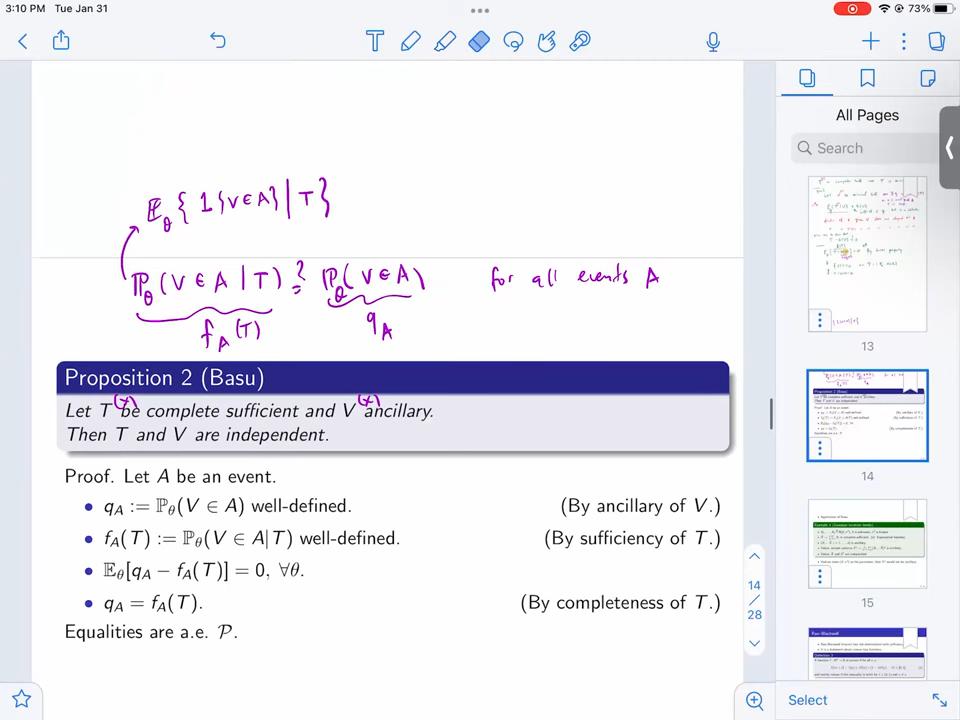 3:10 PM Tue Jan 31
73%
T
All Pages
Search
𝔼_θ { 1{V ∈ A} | T }
ℙ_θ (V ∈ A | T) ?= ℙ_θ (V ∈ A) for all events A
f_A (T) q_A
Proposition 2 (Basu)
(x) (x)
Let T be complete sufficient and V ancillary.
Then T and V are independent.
Proof. Let A be an event.
• q_A := ℙ_θ(V ∈ A) well-defined. (By ancillary of V.)
• f_A(T) := ℙ_θ(V ∈ A|T) well-defined. (By sufficiency of T.)
• 𝔼_θ[q_A − f_A(T)] = 0, ∀θ.
• q_A = f_A(T). (By completeness of T.)
Equalities are a.e. 𝒫.
14
/
28
13
14
15
Rao-Blackwell
Select